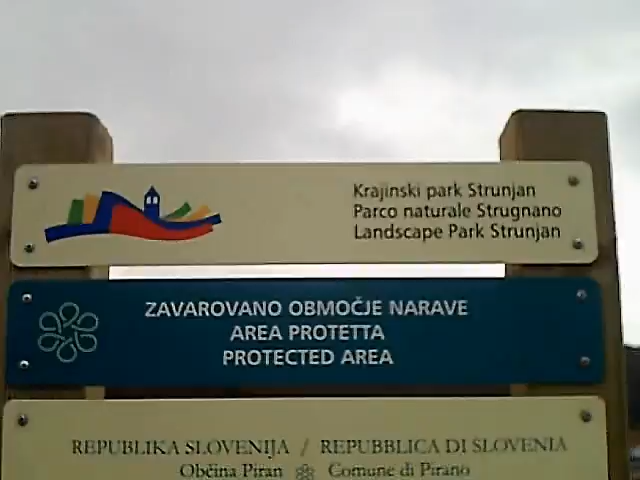 Krajinski park Strunjan
Parco naturale Strugnano
Landscape Park Strunjan
ZAVAROVANO OBMOČJE NARAVE
AREA PROTETTA
PROTECTED AREA
REPUBLIKA SLOVENIJA / REPUBBLICA DI SLOVENIA
Občina Piran Comune di Pirano